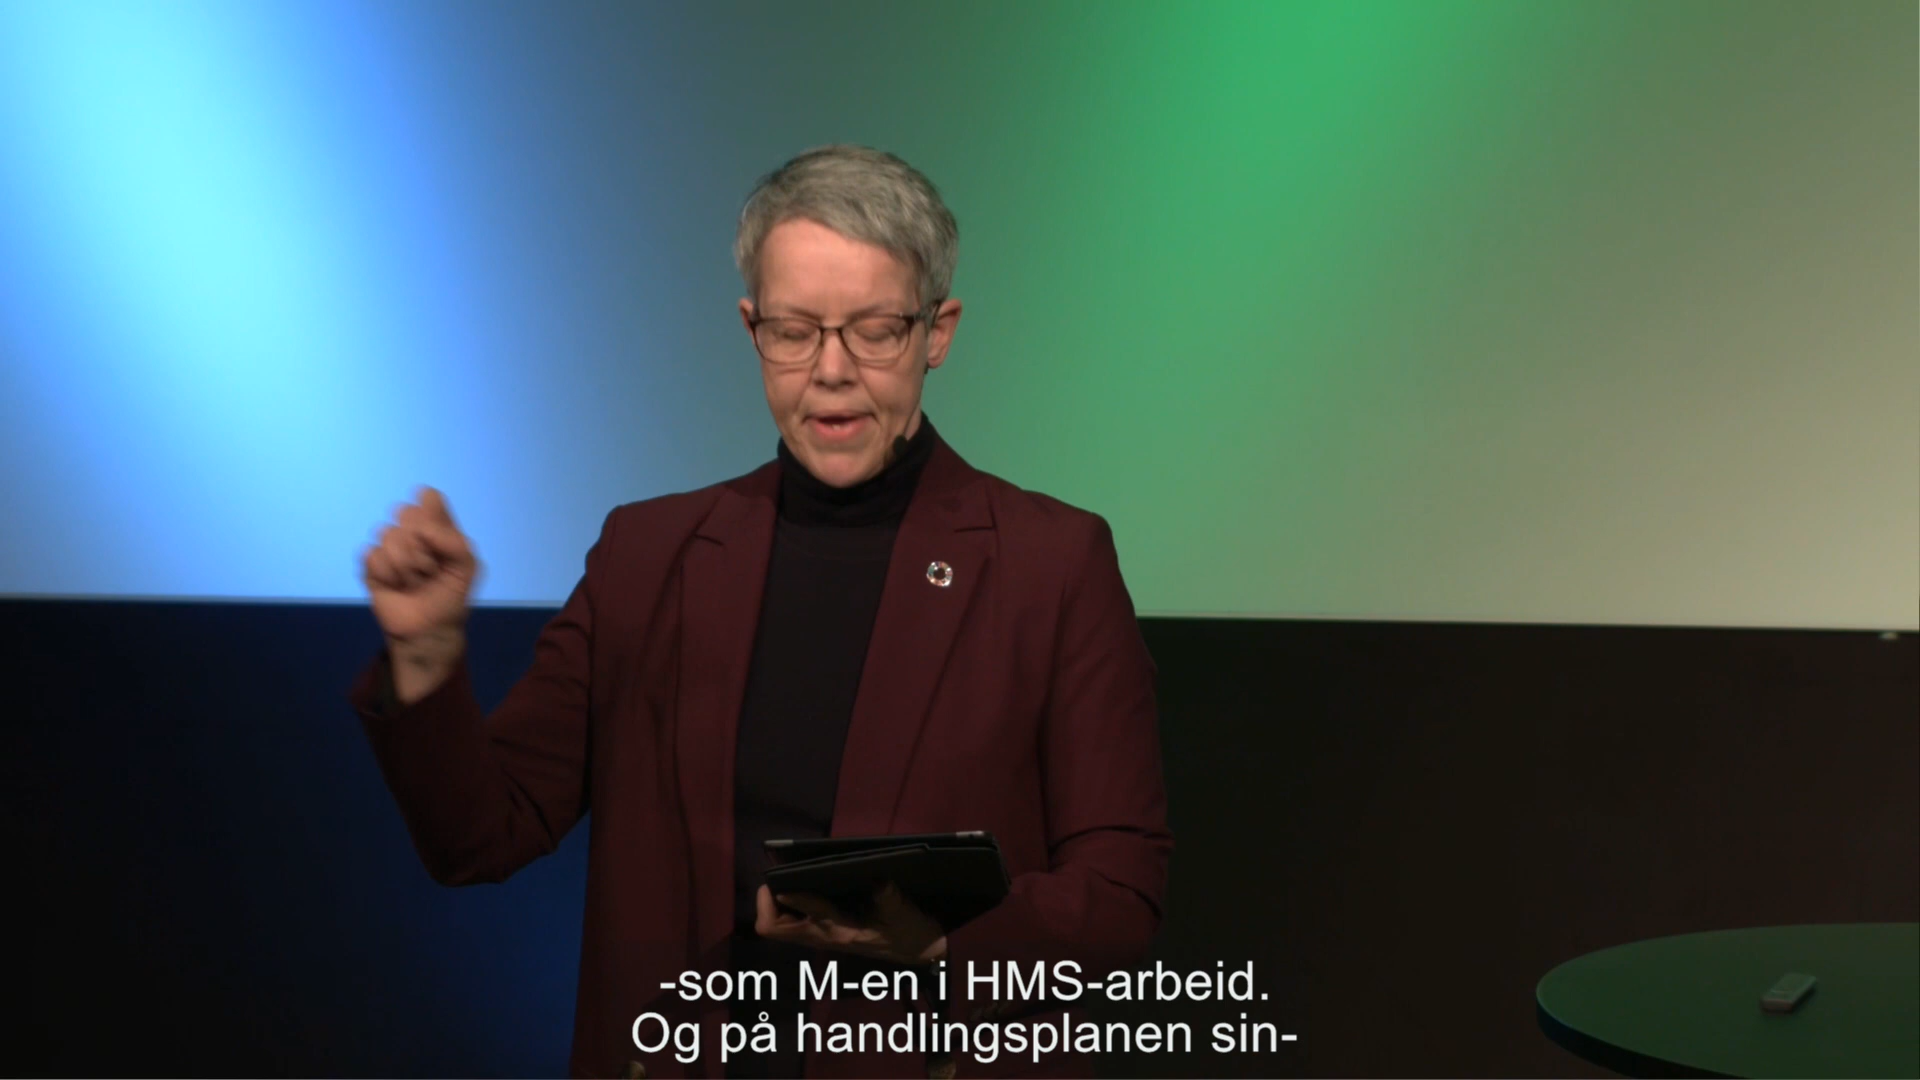 -som M-en i HMS-arbeid.
Og på handlingsplanen sin-